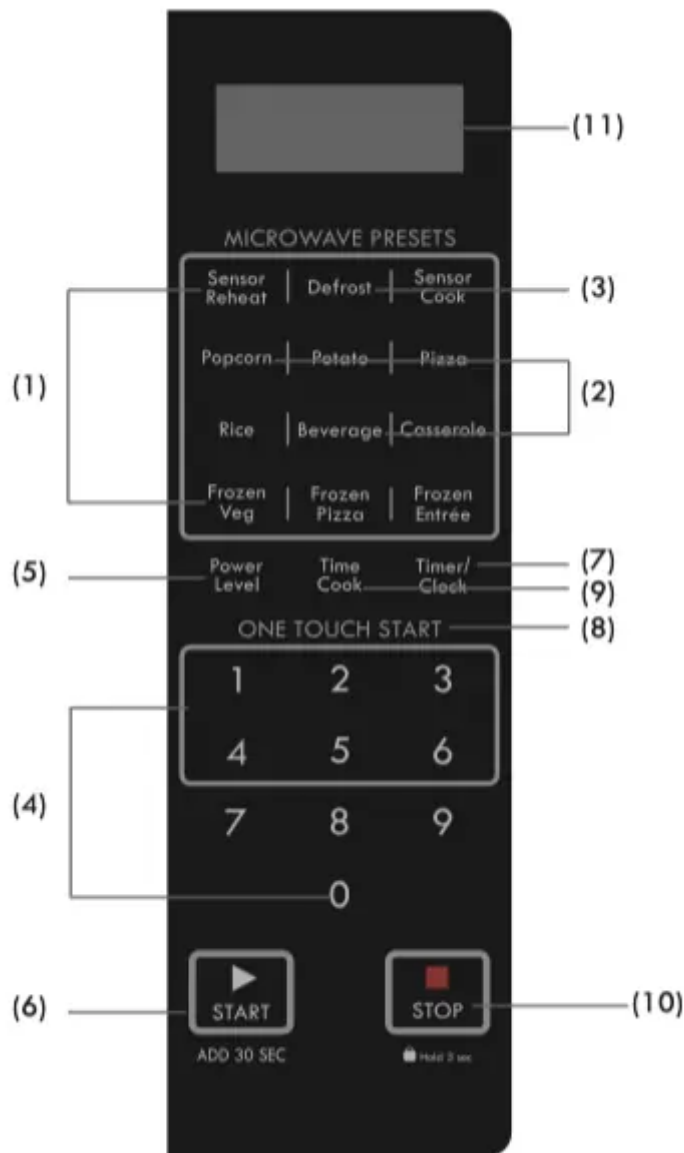 (11)
MICROWAVE PRESETS
Sensor Reheat | Defrost | Sensor Cook
(3)
Popcorn | Potato | Pizza
(1)
(2)
Rice | Beverage | Casserole
Frozen Veg | Frozen Pizza | Frozen Entrée
(5)
Power Level
Time Cook
Timer/Clock
(7)
(9)
ONE TOUCH START
(8)
1 2 3
4 5 6
(4)
7 8 9
0
(6)
START
STOP
(10)
ADD 30 SEC
Hold 3 sec